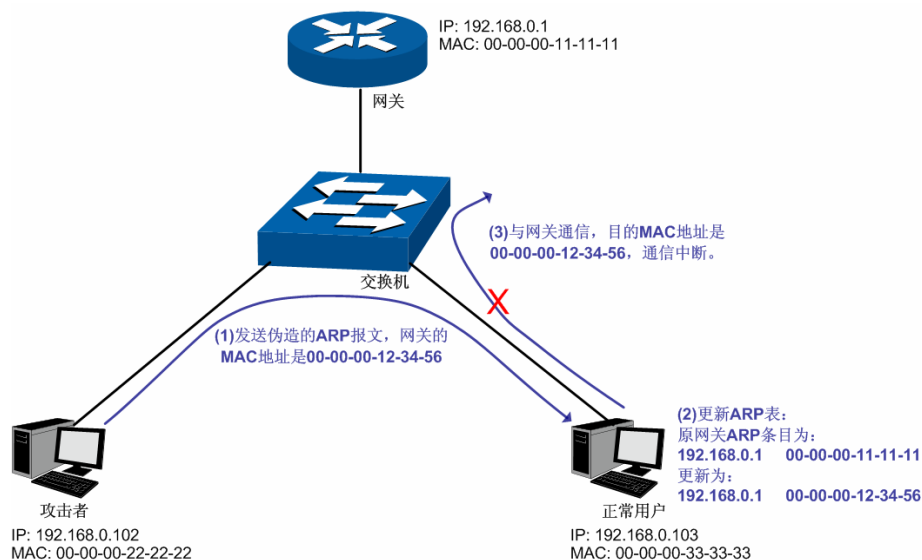 IP: 192.168.0.1
MAC: 00-00-00-11-11-11
网关
(3)与网关通信，目的MAC地址是
00-00-00-12-34-56，通信中断。
交换机
(1)发送伪造的ARP报文，网关的
MAC地址是00-00-00-12-34-56
(2)更新ARP表：
原网关ARP条目为：
192.168.0.1 00-00-00-11-11-11
更新为：
192.168.0.1 00-00-00-12-34-56
攻击者
IP: 192.168.0.102
MAC: 00-00-00-22-22-22
正常用户
IP: 192.168.0.103
MAC: 00-00-00-33-33-33